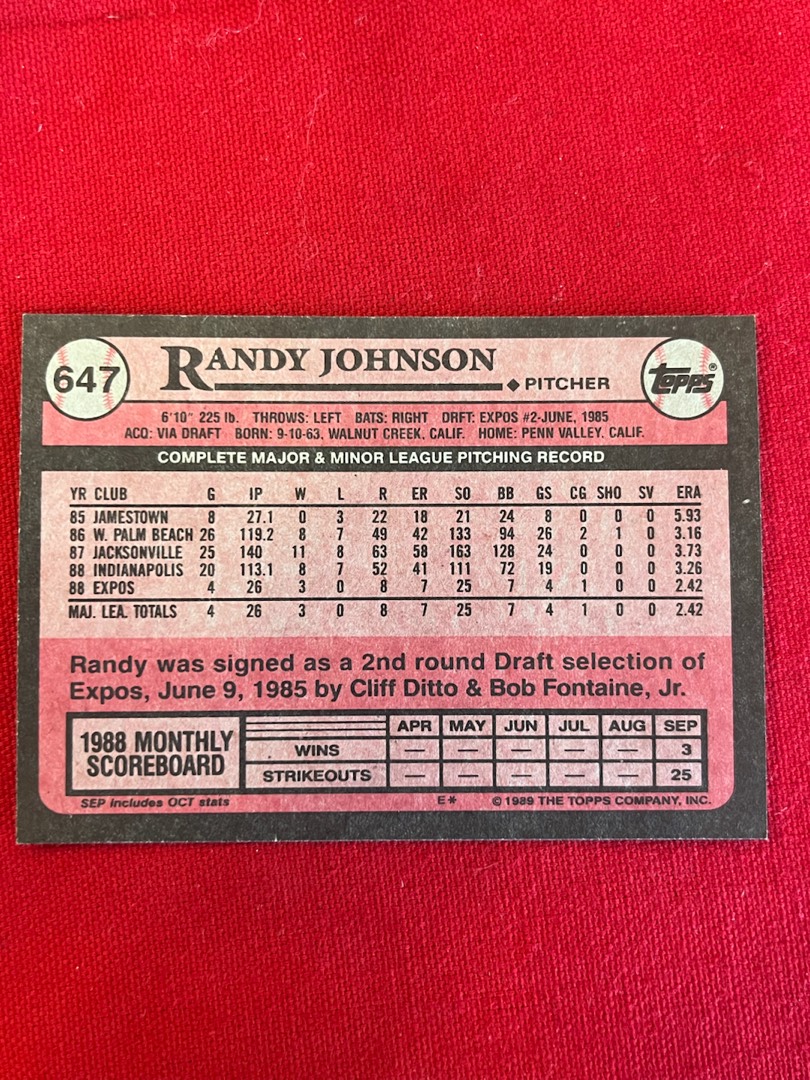 647
RANDY JOHNSON
PITCHER
TOPPS®
6'10" 225 lb. THROWS: LEFT BATS: RIGHT DRFT: EXPOS #2-JUNE, 1985
ACQ: VIA DRAFT BORN: 9-10-63, WALNUT CREEK, CALIF. HOME: PENN VALLEY, CALIF.
COMPLETE MAJOR & MINOR LEAGUE PITCHING RECORD
YR CLUB G IP W L R ER SO BB GS CG SHO SV ERA
85 JAMESTOWN 8 27.1 0 3 22 18 21 24 8 0 0 0 5.93
86 W. PALM BEACH 26 119.2 8 7 49 42 133 94 26 2 1 0 3.16
87 JACKSONVILLE 25 140 11 8 63 58 163 128 24 0 0 0 3.73
88 INDIANAPOLIS 20 113.1 8 7 52 41 111 72 19 0 0 0 3.26
88 EXPOS 4 26 3 0 8 7 25 7 4 1 0 0 2.42
MAJ. LEA. TOTALS 4 26 3 0 8 7 25 7 4 1 0 0 2.42
Randy was signed as a 2nd round Draft selection of
Expos, June 9, 1985 by Cliff Ditto & Bob Fontaine, Jr.
1988 MONTHLY
SCOREBOARD
APR MAY JUN JUL AUG SEP
WINS — — — — — 3
STRIKEOUTS — — — — — 25
SEP includes OCT stats
E* © 1989 THE TOPPS COMPANY, INC.